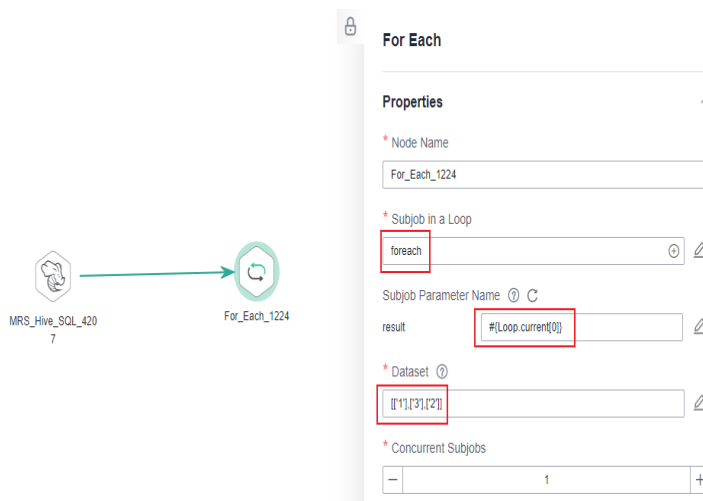 For Each
Properties
* Node Name
For_Each_1224
* Subjob in a Loop
foreach
Subjob Parameter Name
result #{Loop.current[0]}
* Dataset
[['1'],['3'],['2']]
* Concurrent Subjobs
− 1 +
MRS_Hive_SQL_420
7
For_Each_1224